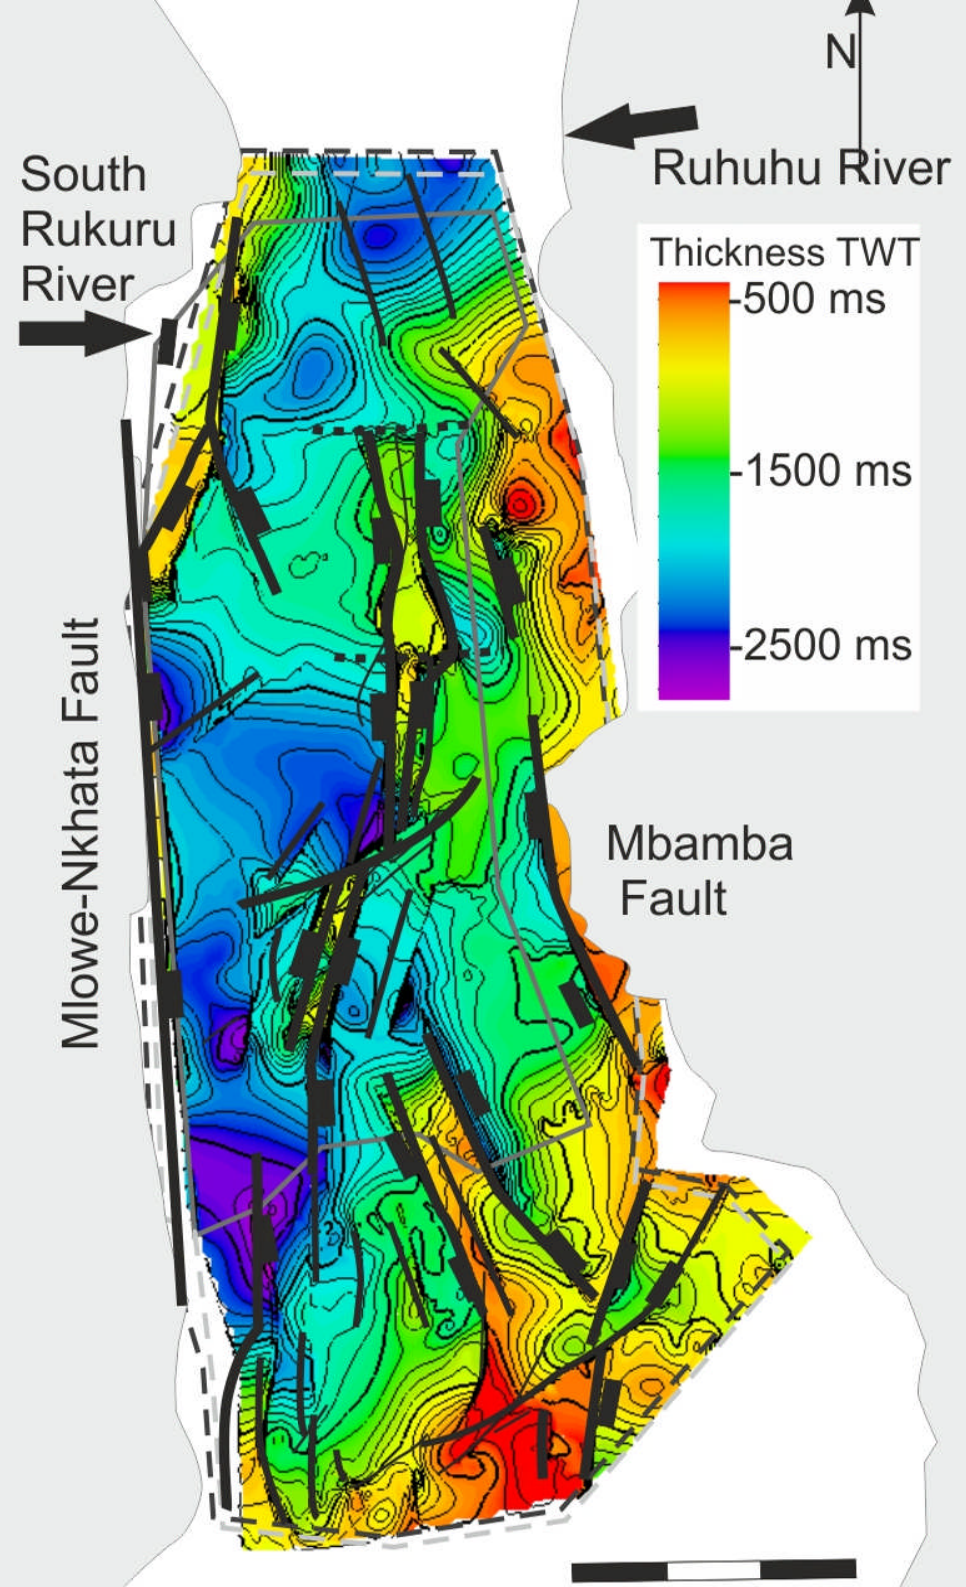 N
South
Rukuru
River
Ruhuhu River
Thickness TWT
-500 ms
-1500 ms
-2500 ms
Mlowe-Nkhata Fault
Mbamba
Fault